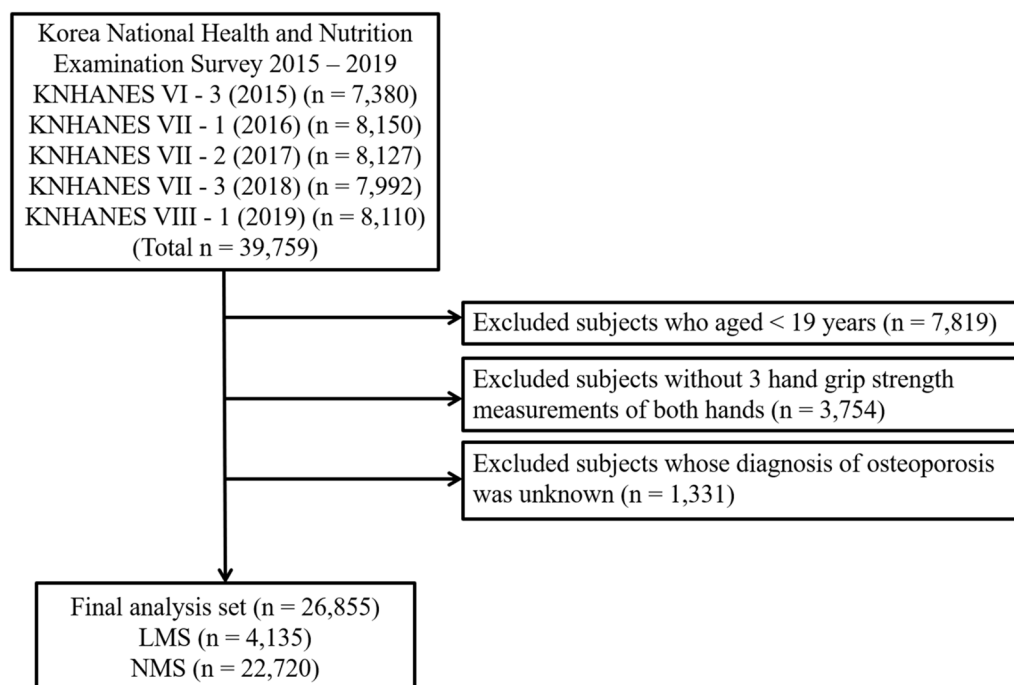 Korea National Health and Nutrition
Examination Survey 2015 – 2019
KNHANES VI - 3 (2015) (n = 7,380)
KNHANES VII - 1 (2016) (n = 8,150)
KNHANES VII - 2 (2017) (n = 8,127)
KNHANES VII - 3 (2018) (n = 7,992)
KNHANES VIII - 1 (2019) (n = 8,110)
(Total n = 39,759)
Excluded subjects who aged < 19 years (n = 7,819)
Excluded subjects without 3 hand grip strength
measurements of both hands (n = 3,754)
Excluded subjects whose diagnosis of osteoporosis
was unknown (n = 1,331)
Final analysis set (n = 26,855)
LMS (n = 4,135)
NMS (n = 22,720)